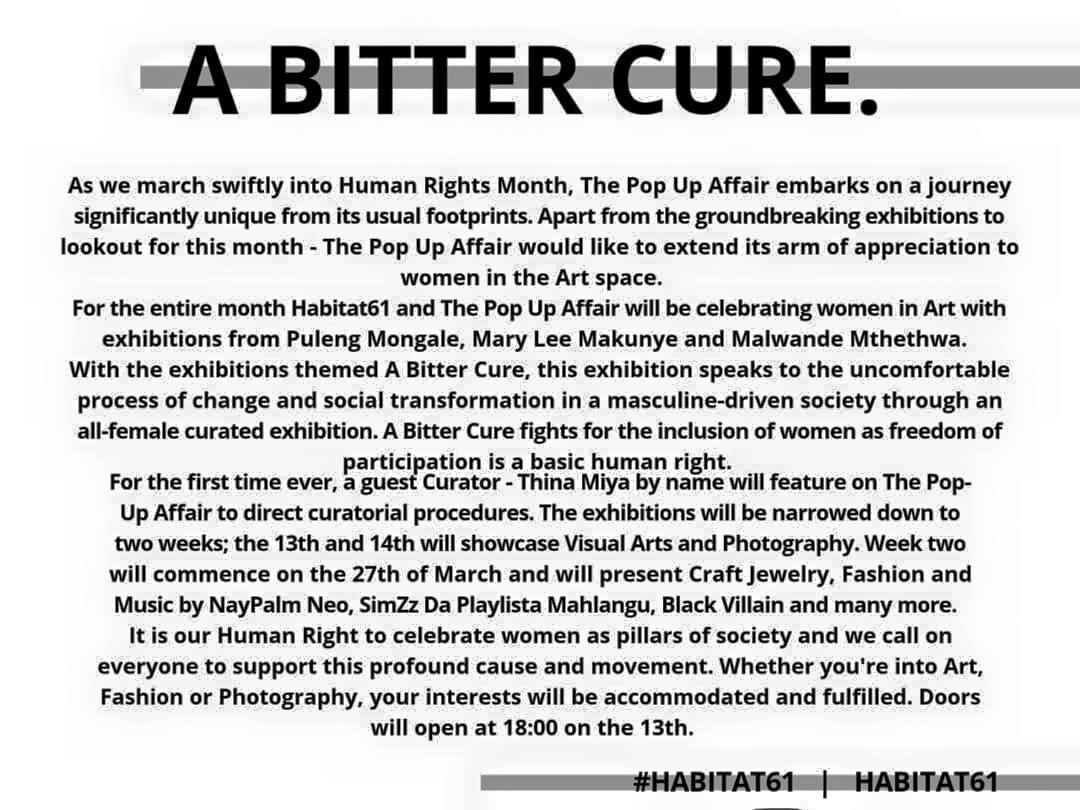 A BITTER CURE.
As we march swiftly into Human Rights Month, The Pop Up Affair embarks on a journey
significantly unique from its usual footprints. Apart from the groundbreaking exhibitions to
lookout for this month - The Pop Up Affair would like to extend its arm of appreciation to
women in the Art space.
For the entire month Habitat61 and The Pop Up Affair will be celebrating women in Art with
exhibitions from Puleng Mongale, Mary Lee Makunye and Malwande Mthethwa.
With the exhibitions themed A Bitter Cure, this exhibition speaks to the uncomfortable
process of change and social transformation in a masculine-driven society through an
all-female curated exhibition. A Bitter Cure fights for the inclusion of women as freedom of
participation is a basic human right.
For the first time ever, a guest Curator - Thina Miya by name will feature on The Pop-
Up Affair to direct curatorial procedures. The exhibitions will be narrowed down to
two weeks; the 13th and 14th will showcase Visual Arts and Photography. Week two
will commence on the 27th of March and will present Craft Jewelry, Fashion and
Music by NayPalm Neo, SimZz Da Playlista Mahlangu, Black Villain and many more.
It is our Human Right to celebrate women as pillars of society and we call on
everyone to support this profound cause and movement. Whether you're into Art,
Fashion or Photography, your interests will be accommodated and fulfilled. Doors
will open at 18:00 on the 13th.
#HABITAT61 | HABITAT61